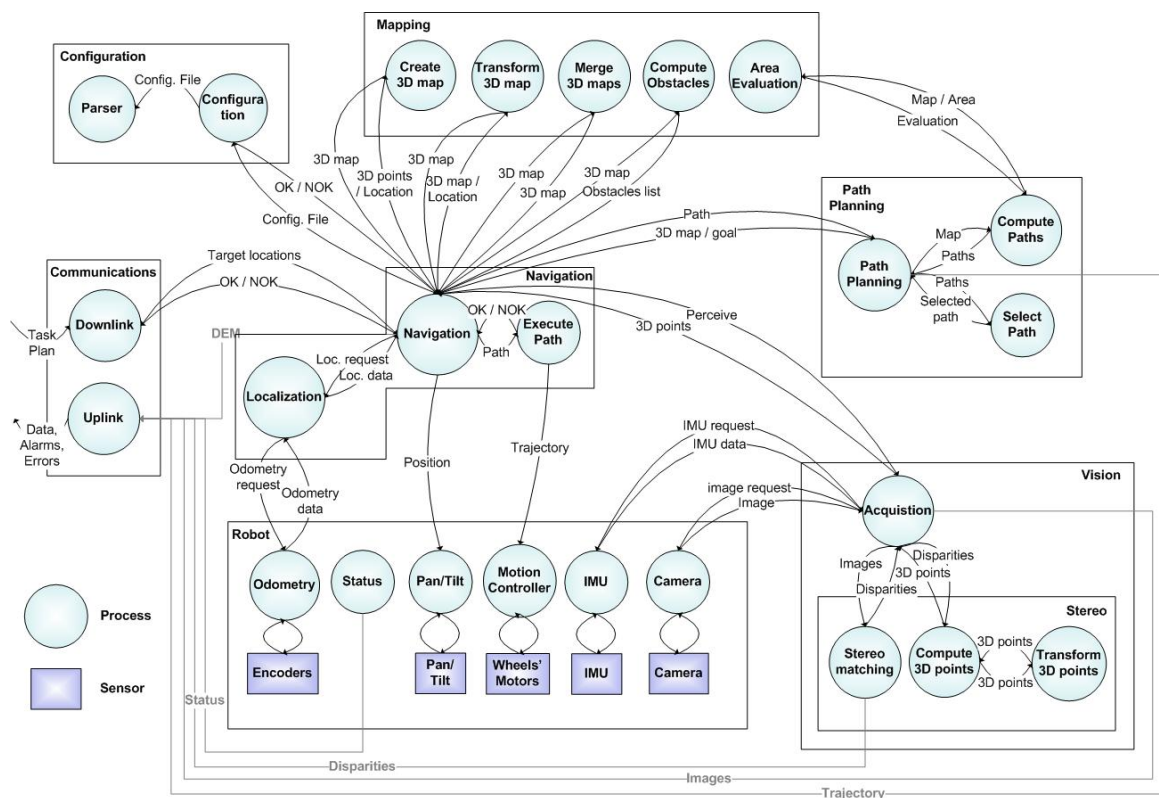 Mapping
Create
3D map
Transform
3D map
Merge
3D maps
Compute
Obstacles
Area
Evaluation
Configuration
Config. File
Parser
Configura
tion
Map / Area
Evaluation
3D map
3D points
/ Location
3D map
3D map /
Location
3D map
3D map
3D map
Obstacles list
OK / NOK
Config. File
Path
Planning
Path
3D map / goal
Path
Planning
Map
Paths
Compute
Paths
Paths
Selected
path
Select
Path
Communications
Downlink
Task
Plan
Uplink
Data,
Alarms,
Errors
Target locations
OK / NOK
DEM
Navigation
Navigation
OK / NOK
Path
Execute
Path
Loc. request
Loc. data
Localization
Perceive
3D points
Odometry
request
Odometry
data
Position
Trajectory
IMU request
IMU data
image request
Image
Vision
Acquistion
Images
Disparities
Disparities
3D points
Stereo
Stereo
matching
Compute
3D points
3D points
3D points
Transform
3D points
Robot
Odometry
Status
Pan/Tilt
Motion
Controller
IMU
Camera
Encoders
Pan/
Tilt
Wheels'
Motors
IMU
Camera
Process
Sensor
Status
Disparities
Images
Trajectory